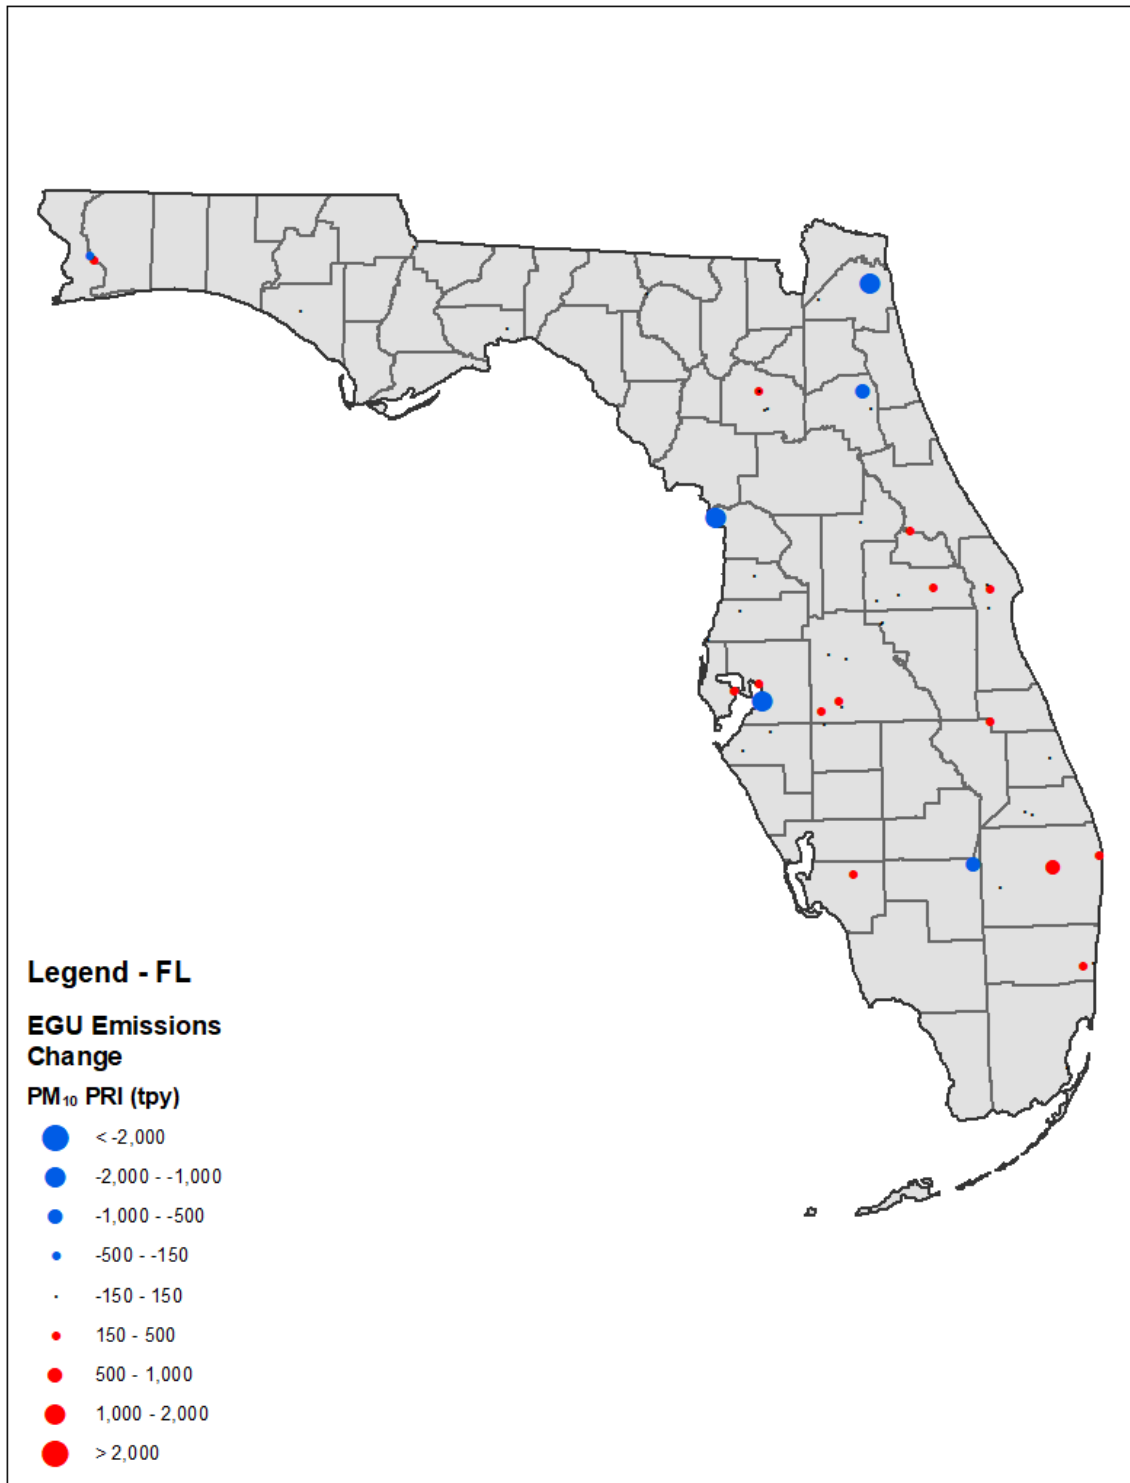 Legend - FL
EGU Emissions
Change
PM₁₀ PRI (tpy)
< -2,000
-2,000 - -1,000
-1,000 - -500
-500 - -150
-150 - 150
150 - 500
500 - 1,000
1,000 - 2,000
> 2,000